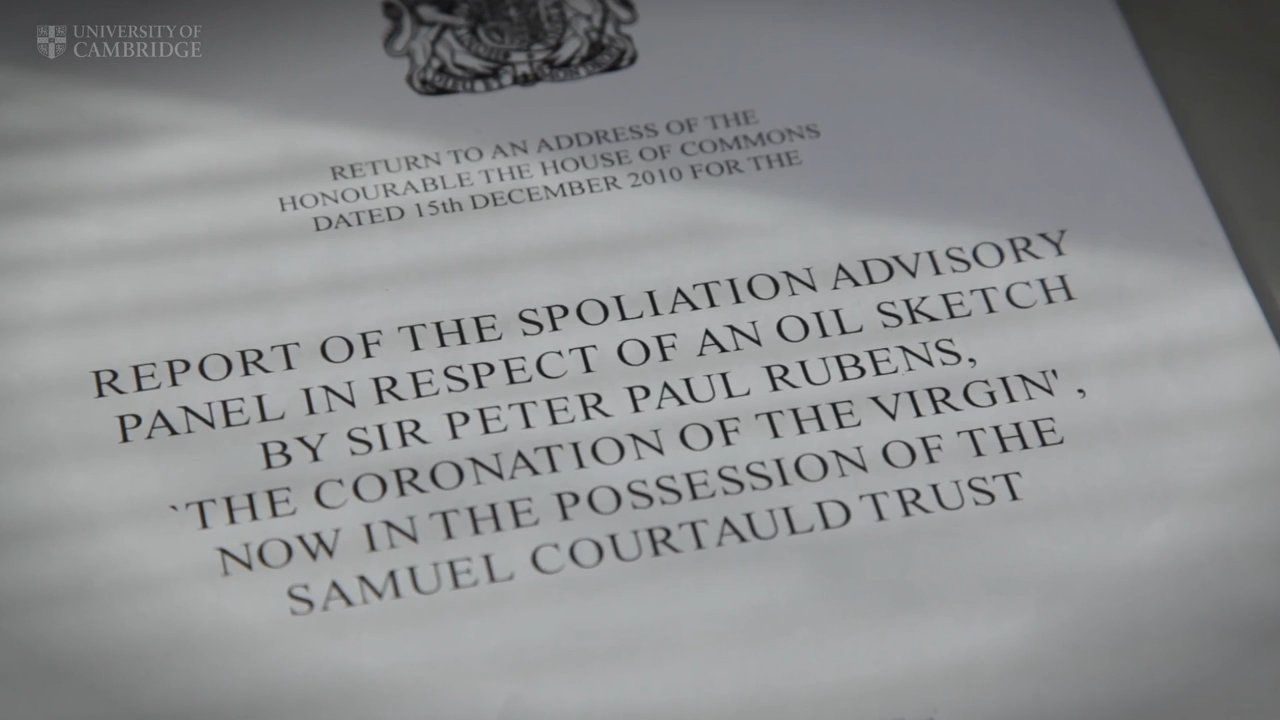 UNIVERSITY OF
CAMBRIDGE
RETURN TO AN ADDRESS OF THE
HONOURABLE THE HOUSE OF COMMONS
DATED 15th DECEMBER 2010 FOR THE
REPORT OF THE SPOLIATION ADVISORY
PANEL IN RESPECT OF AN OIL SKETCH
BY SIR PETER PAUL RUBENS,
`THE CORONATION OF THE VIRGIN' ,
NOW IN THE POSSESSION OF THE
SAMUEL COURTAULD TRUST